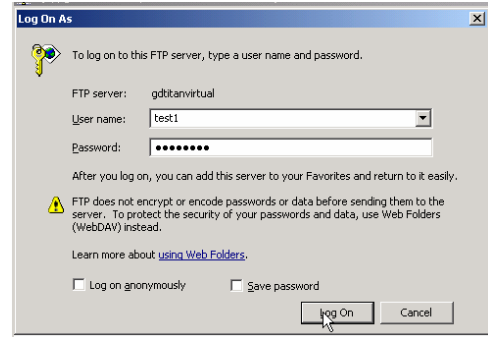 Log On As
To log on to this FTP server, type a user name and password.
FTP server: gdtitanvirtual
User name: test1
Password: ●●●●●●●●
After you log on, you can add this server to your Favorites and return to it easily.
FTP does not encrypt or encode passwords or data before sending them to the
server. To protect the security of your passwords and data, use Web Folders
(WebDAV) instead.
Learn more about using Web Folders.
Log on anonymously Save password
Log On Cancel